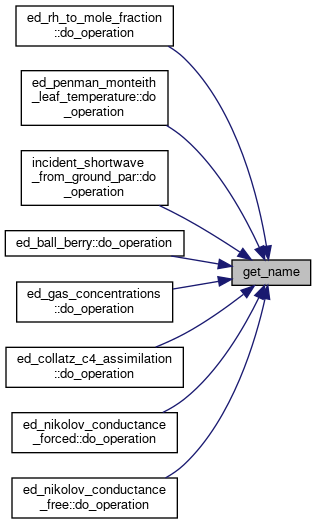 ed_rh_to_mole_fraction
::do_operation
ed_penman_monteith
_leaf_temperature::do
_operation
incident_shortwave
_from_ground_par::do
_operation
ed_ball_berry::do_operation
get_name
ed_gas_concentrations
::do_operation
ed_collatz_c4_assimilation
::do_operation
ed_nikolov_conductance
_forced::do_operation
ed_nikolov_conductance
_free::do_operation